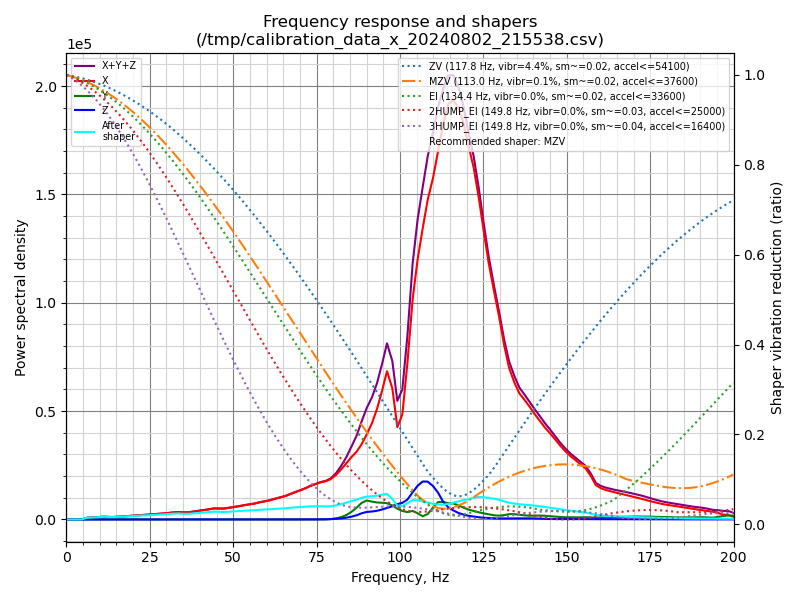 Frequency response and shapers
(/tmp/calibration_data_x_20240802_215538.csv)
1e5
X+Y+Z
X
Y
Z
After
shaper
ZV (117.8 Hz, vibr=4.4%, sm~=0.02, accel<=54100)
MZV (113.0 Hz, vibr=0.1%, sm~=0.02, accel<=37600)
EI (134.4 Hz, vibr=0.0%, sm~=0.02, accel<=33600)
2HUMP_EI (149.8 Hz, vibr=0.0%, sm~=0.03, accel<=25000)
3HUMP_EI (149.8 Hz, vibr=0.0%, sm~=0.04, accel<=16400)
Recommended shaper: MZV
2.0
1.5
1.0
0.5
0.0
Power spectral density
1.0
0.8
0.6
0.4
0.2
0.0
Shaper vibration reduction (ratio)
0 25 50 75 100 125 150 175 200
Frequency, Hz